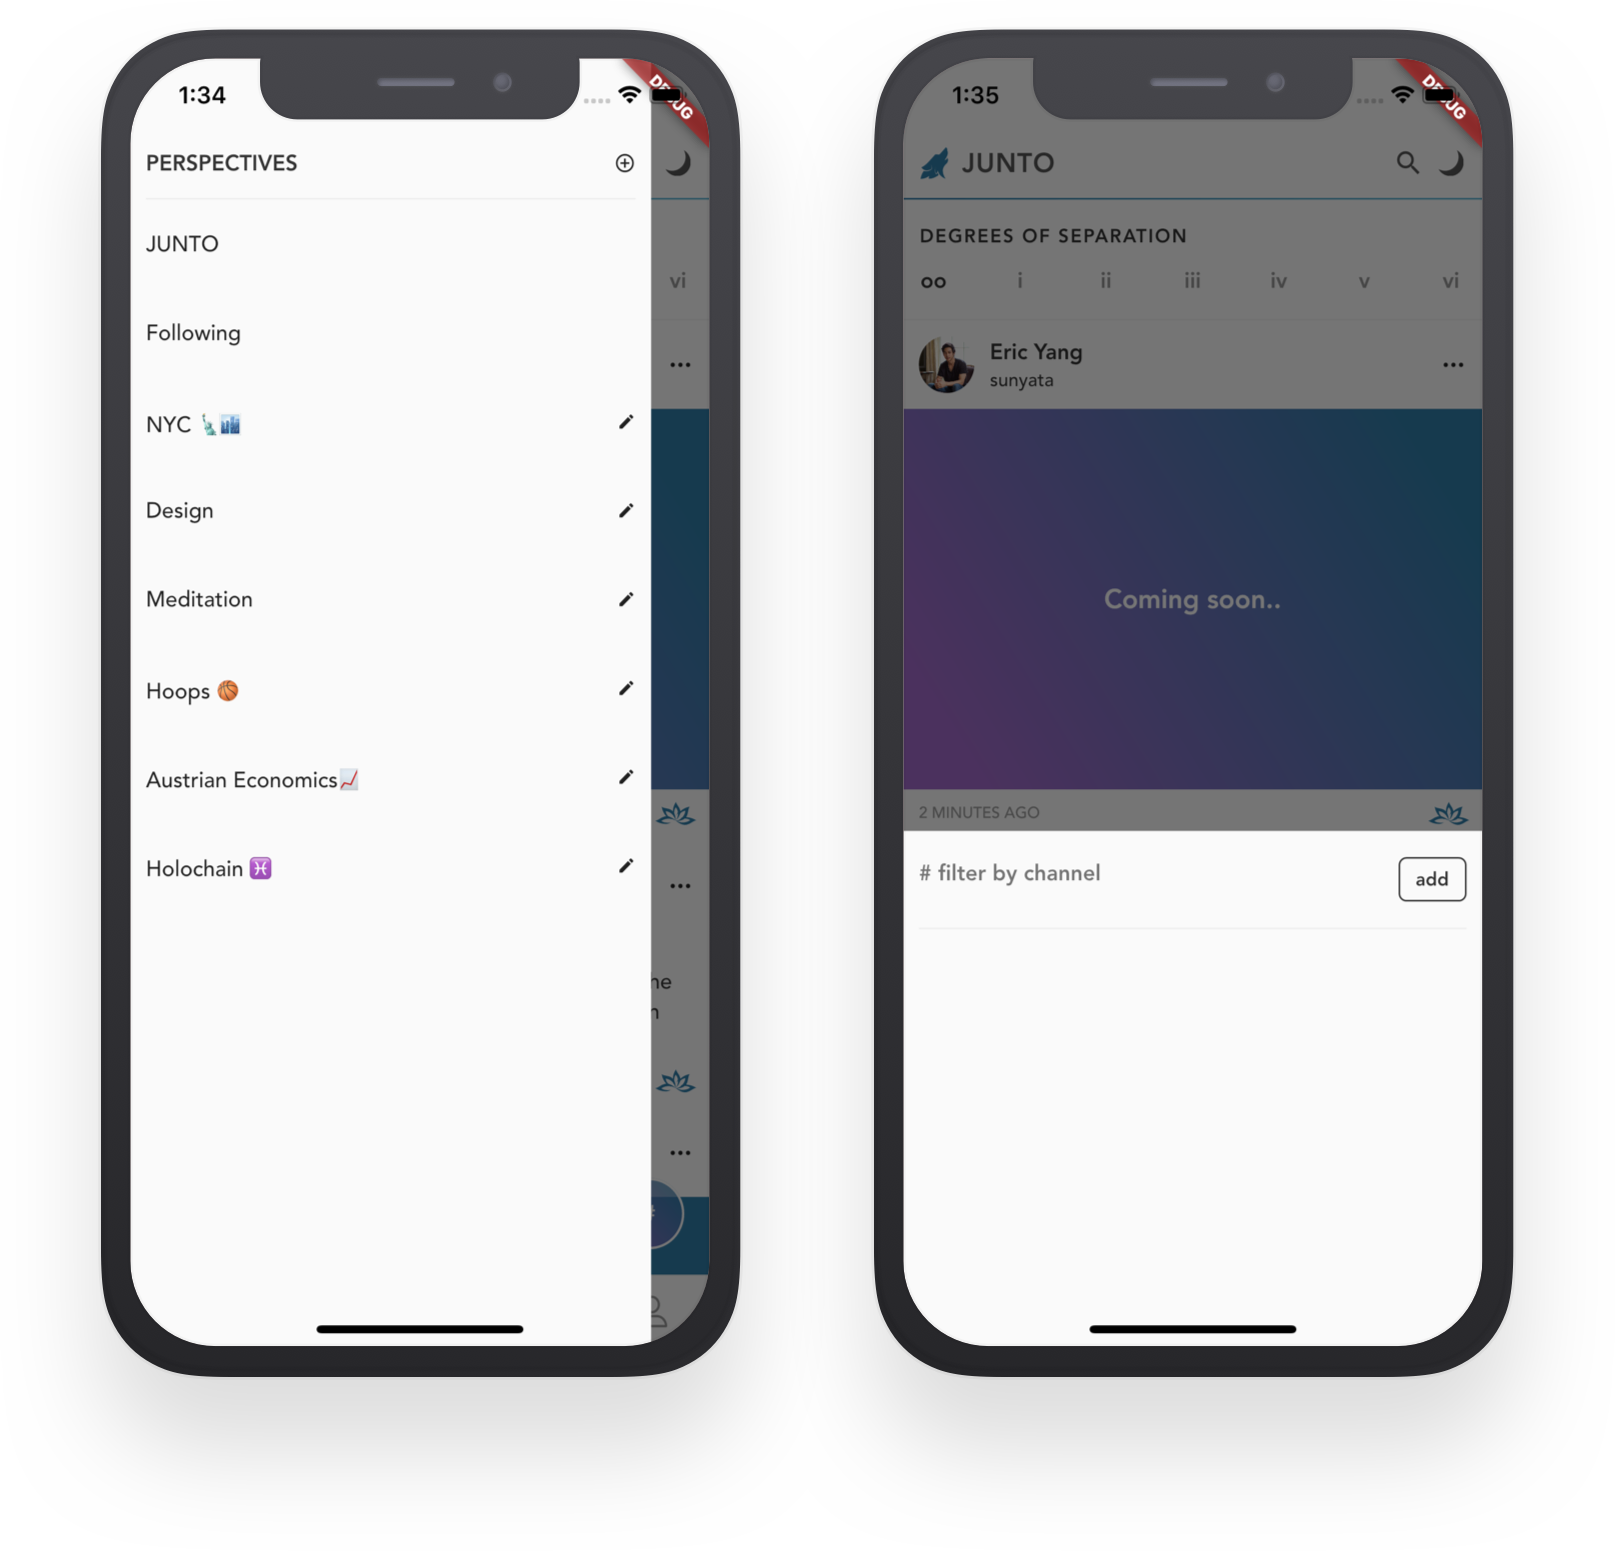 1:34
DEBUG
PERSPECTIVES
JUNTO
Following
NYC 🗽🏙️
Design
Meditation
Hoops 🏀
Austrian Economics📈
Holochain ♓
vi
he
n
1:35
DEBUG
JUNTO
DEGREES OF SEPARATION
oo i ii iii iv v vi
Eric Yang
sunyata
Coming soon..
2 MINUTES AGO
# filter by channel
add